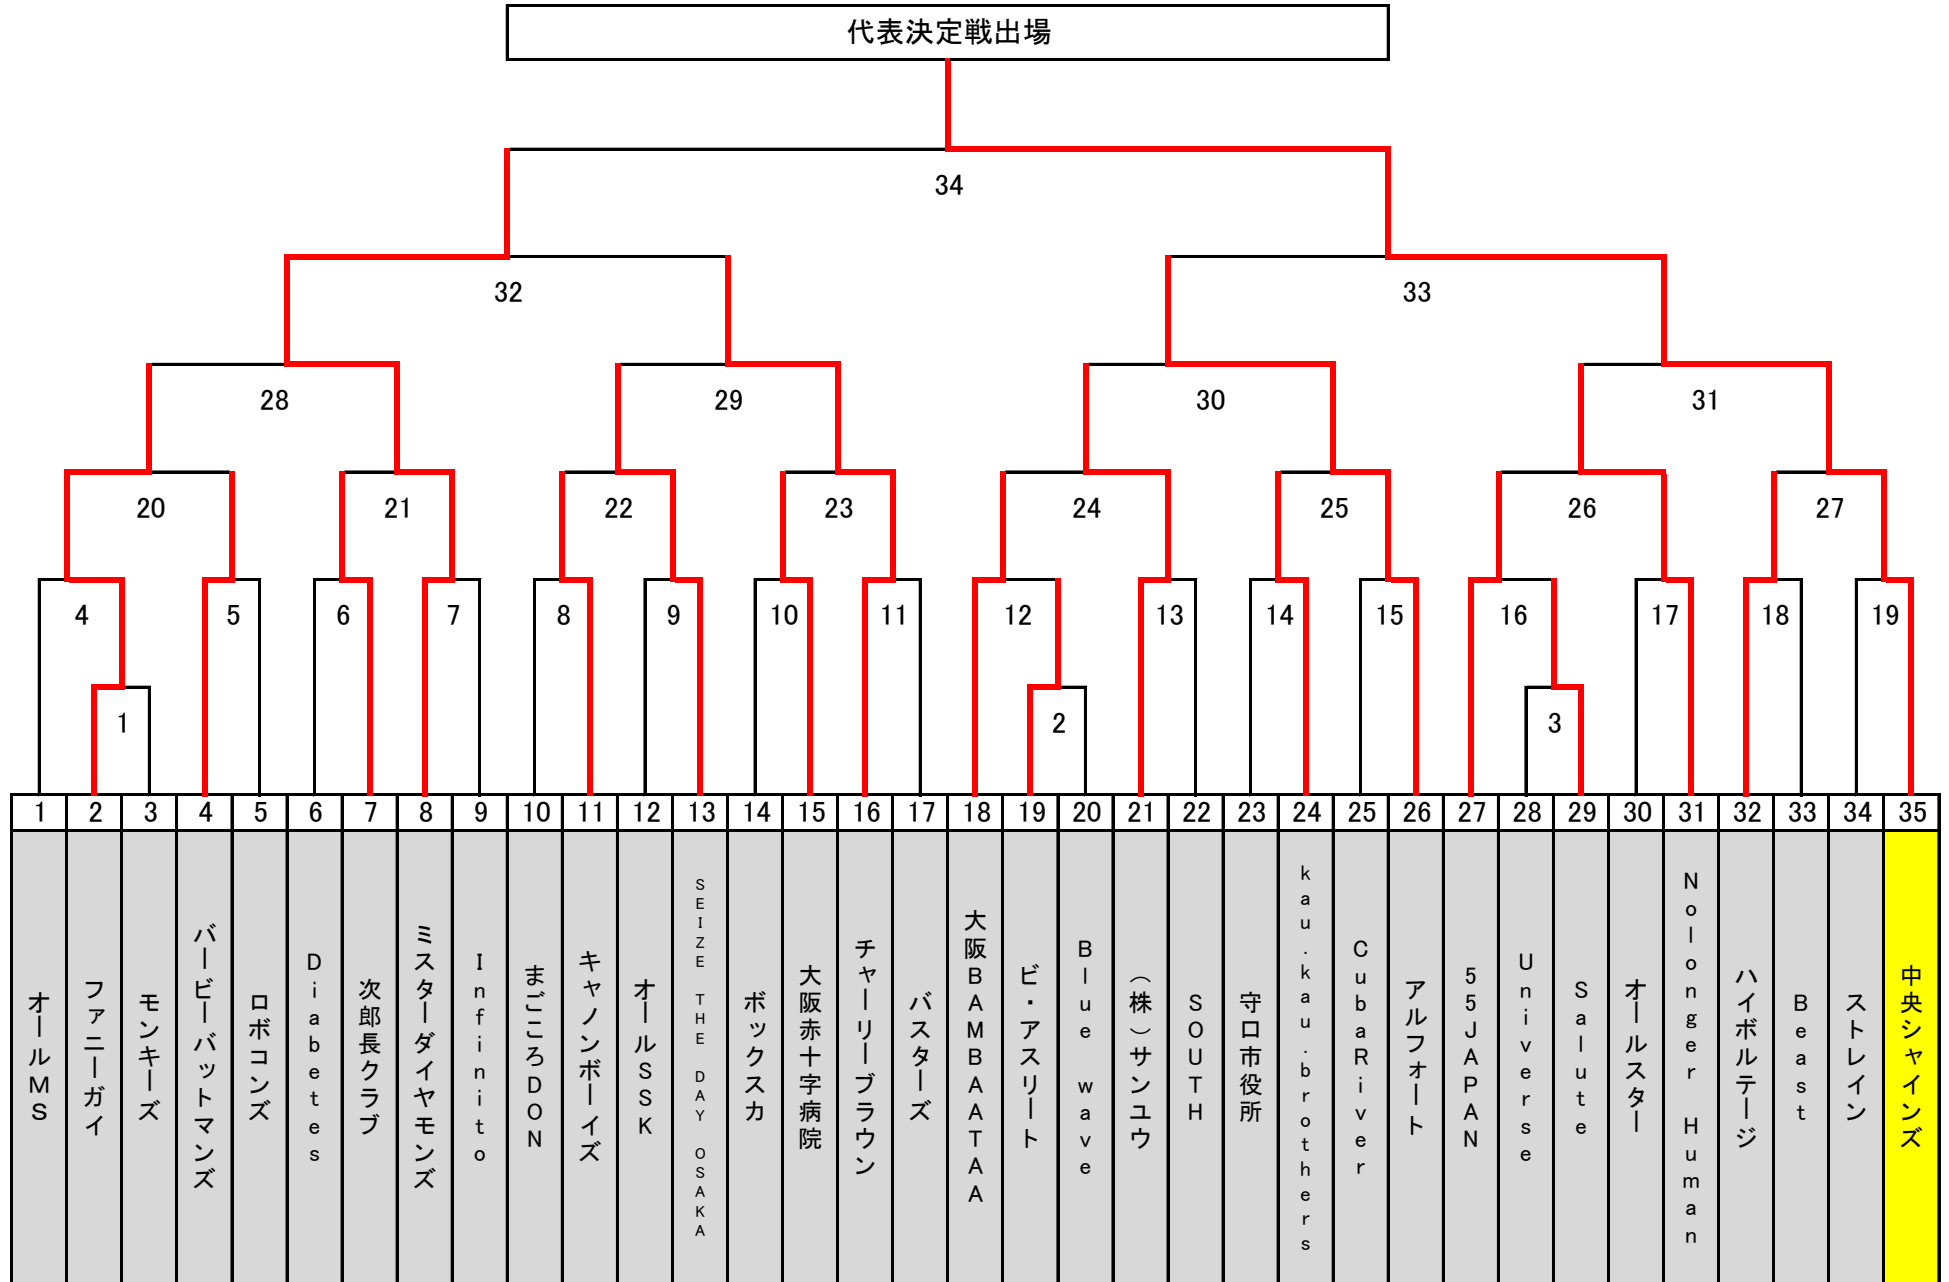 代表決定戦出場
34
32
33
28
29
30
31
20
21
22
23
24
25
26
27
4
5
6
7
8
9
10
11
12
13
14
15
16
17
18
19
1
2
3
1
2
3
4
5
6
7
8
9
10
11
12
13
14
15
16
17
18
19
20
21
22
23
24
25
26
27
28
29
30
31
32
33
34
35
オールMS
ファニーガイ
モンキーズ
バービーバットマンズ
ロボコンズ
Diabetes
次郎長クラブ
ミスターダイヤモンズ
Infinito
まごころDON
キャノンボーイズ
オールSSK
SEIZE THE DAY OSAKA
ボックスカ
大阪赤十字病院
チャーリーブラウン
バスターズ
大阪BAMBAATAA
ビ・アスリート
Blue wave
（株）サンユウ
SOUTH
守口市役所
kau.kau.brothers
CubaRiver
アルフォート
55JAPAN
Universe
Salute
オールスター
Nolonger Human
ハイボルテージ
Beast
ストレイン
中央シャインズ